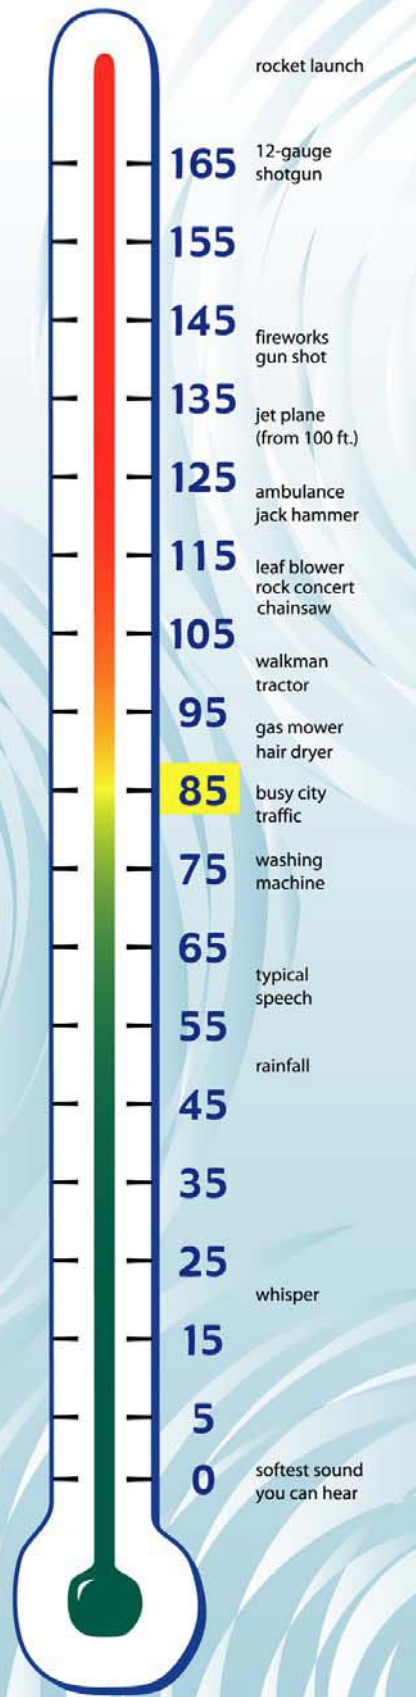 rocket launch
165
12-gauge
shotgun
155
145
fireworks
gun shot
135
jet plane
(from 100 ft.)
125
ambulance
jack hammer
115
leaf blower
rock concert
chainsaw
105
walkman
tractor
95
gas mower
hair dryer
85
busy city
traffic
75
washing
machine
65
typical
speech
55
rainfall
45
35
25
whisper
15
5
0
softest sound
you can hear